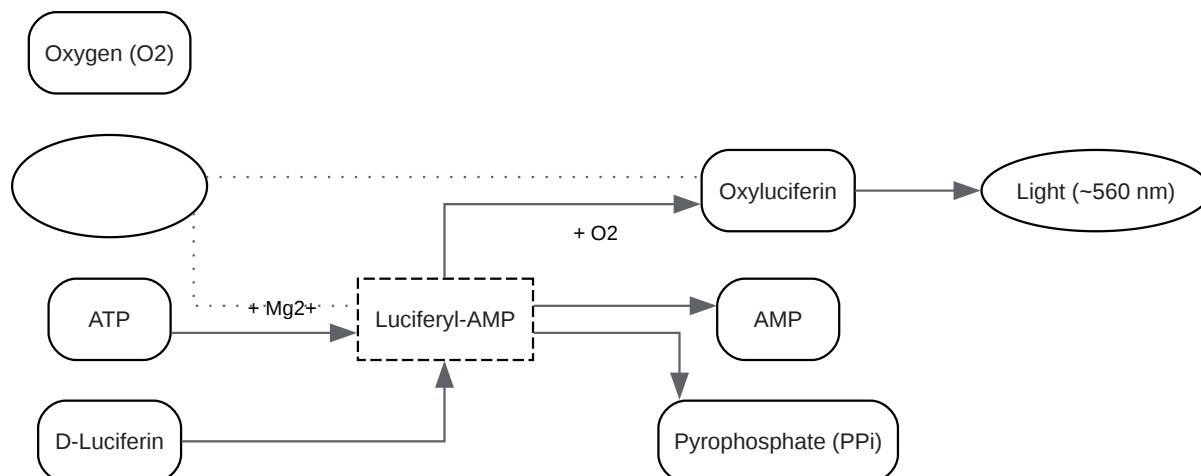 Oxygen (O2)
Oxyluciferin
Light (~560 nm)
+ O2
+ Mg2+
ATP
Luciferyl-AMP
AMP
D-Luciferin
Pyrophosphate (PPi)